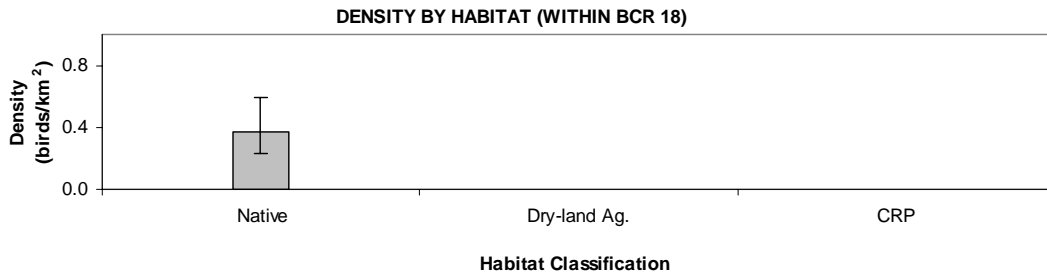 DENSITY BY HABITAT (WITHIN BCR 18)
Density
(birds/km²)
0.8
0.4
0.0
Native
Dry-land Ag.
CRP
Habitat Classification